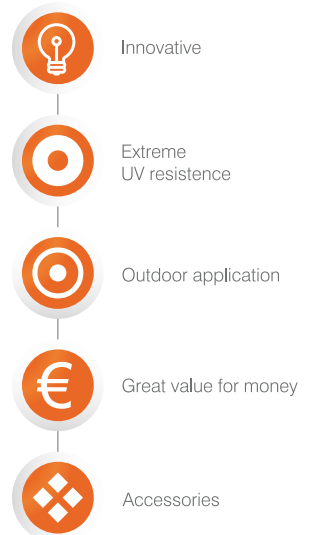 Innovative
Extreme
UV resistence
Outdoor application
€
Great value for money
Accessories